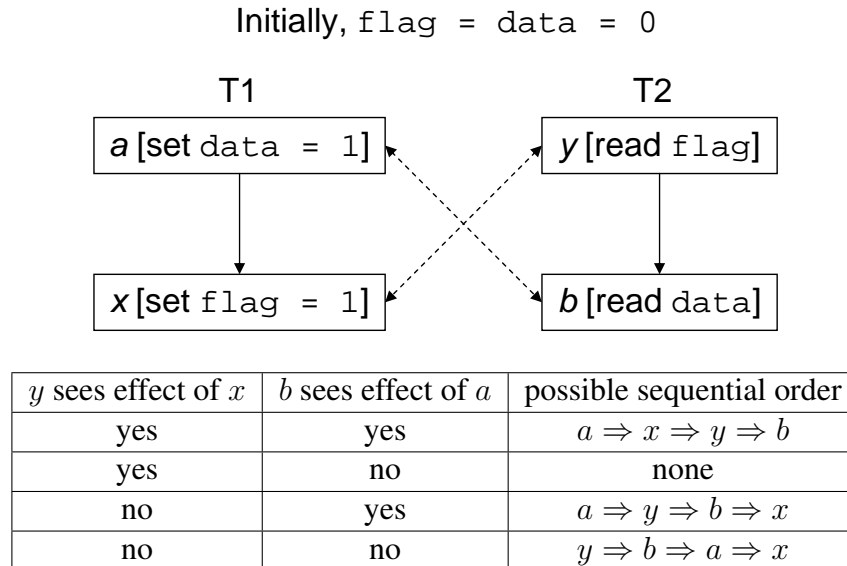 Initially, flag = data = 0
T1 T2
a [set data = 1] y [read flag]
x [set flag = 1] b [read data]
y sees effect of x b sees effect of a possible sequential order
yes yes a ⇒ x ⇒ y ⇒ b
yes no none
no yes a ⇒ y ⇒ b ⇒ x
no no y ⇒ b ⇒ a ⇒ x